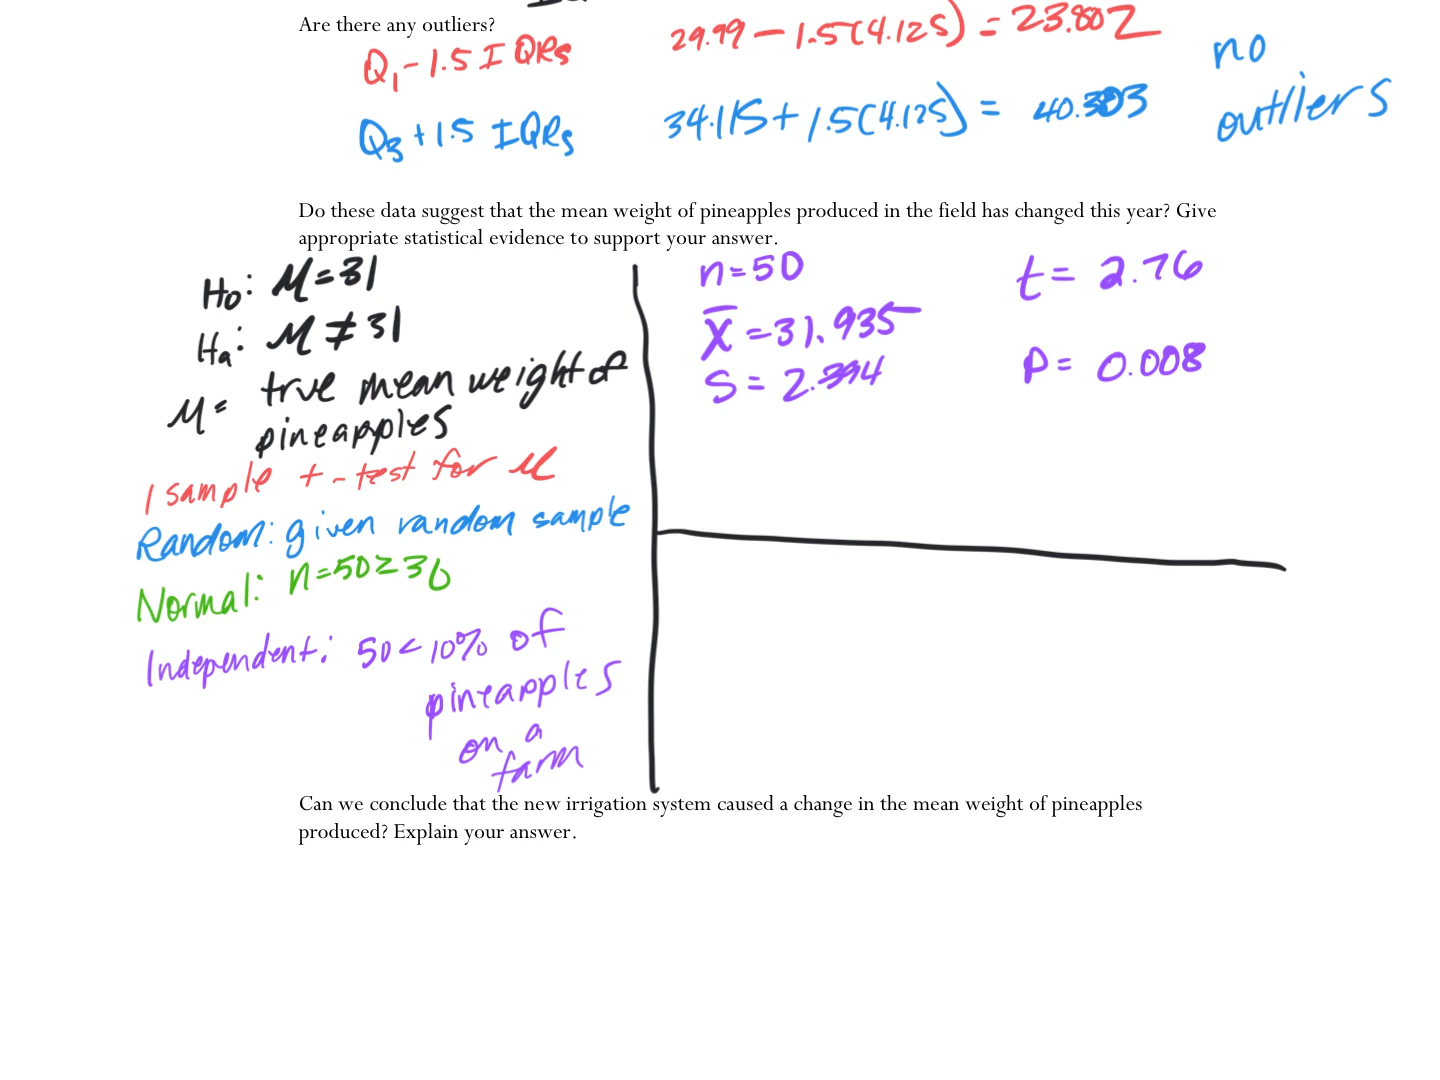 Are there any outliers?
Q1 - 1.5 IQRs 29.99 - 1.5(4.125) = 23.802
Q3 + 1.5 IQRs 34.115 + 1.5(4.125) = 40.303
no outliers
Do these data suggest that the mean weight of pineapples produced in the field has changed this year? Give
appropriate statistical evidence to support your answer.
H0: M = 31
Ha: M ≠ 31
M = true mean weight of
pineapples
1 sample t-test for M
Random: given random sample
Normal: n=50≥30
Independent: 50 < 10% of
pineapples
on a
farm
n = 50
x̄ = 31.935
S = 2.394
t = 2.76
P = 0.008
Can we conclude that the new irrigation system caused a change in the mean weight of pineapples
produced? Explain your answer.